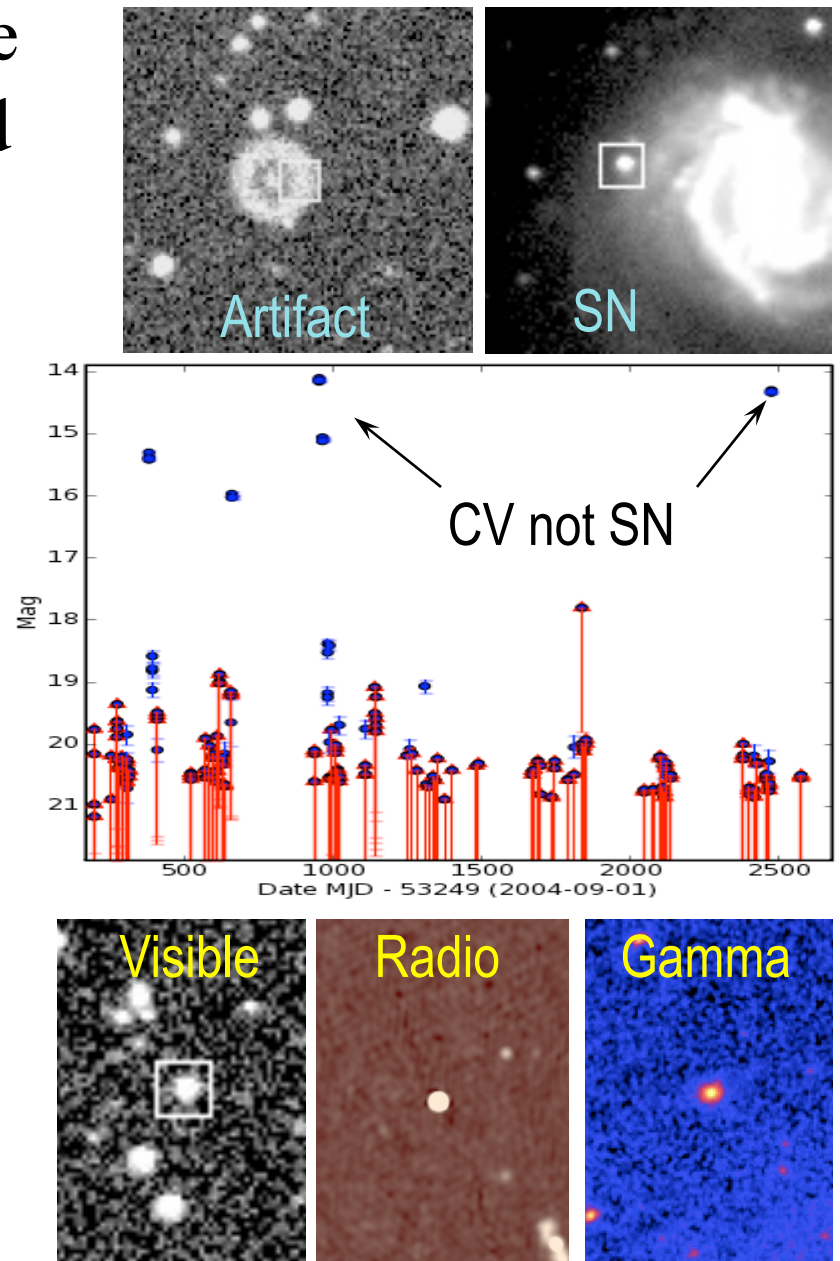 e
d
Artifact
SN
14
15
16
17
18
19
20
21
Mag
CV not SN
500
1000
1500
2000
2500
Date MJD - 53249 (2004-09-01)
Visible
Radio
Gamma